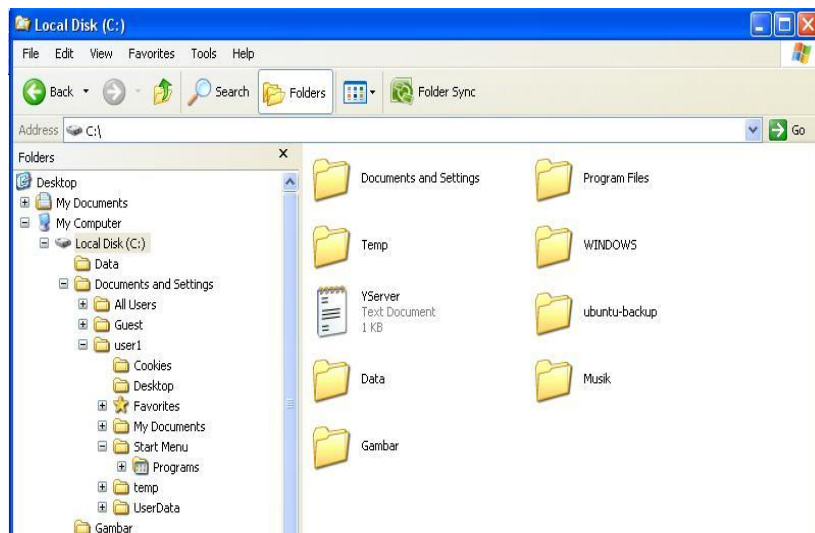 Local Disk (C:)
File Edit View Favorites Tools Help
Back Search Folders Folder Sync
Address C:\ Go
Folders x
Desktop
My Documents
My Computer
Local Disk (C:)
Data
Documents and Settings
All Users
Guest
user1
Cookies
Desktop
Favorites
My Documents
Start Menu
Programs
temp
UserData
Gambar
Documents and Settings
Program Files
Temp
WINDOWS
YServer
Text Document
1 KB
ubuntu-backup
Data
Musik
Gambar